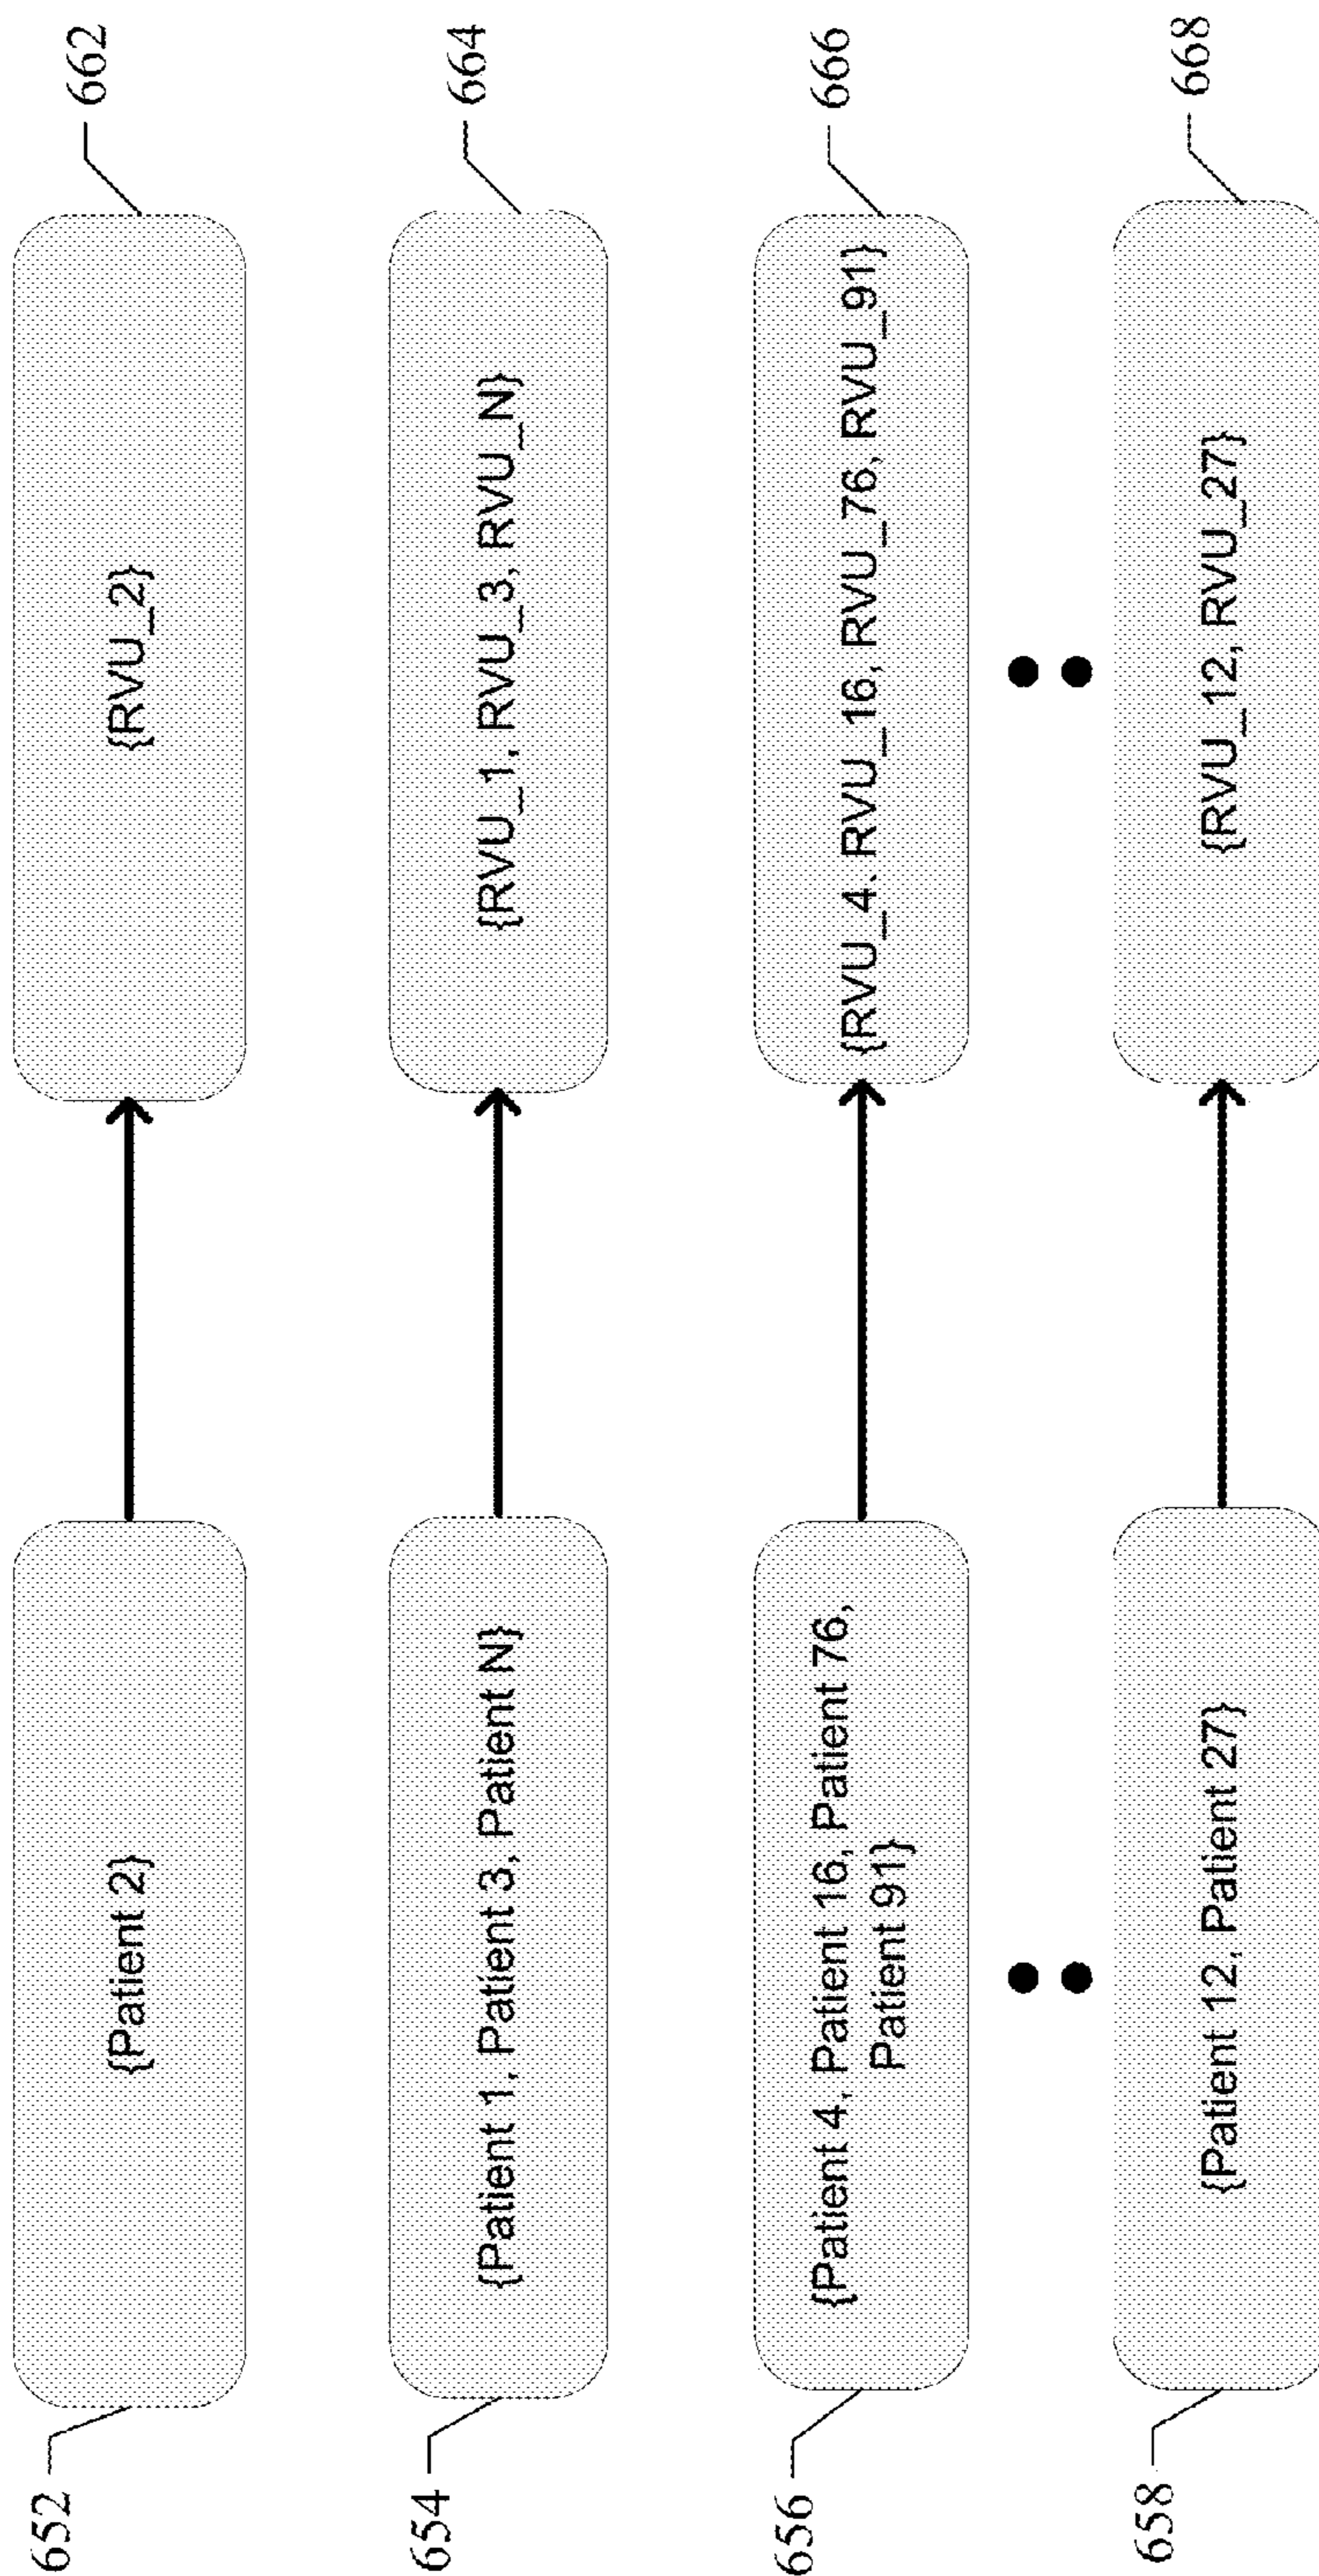 652
{Patient 2}
{RVU_2}
662
654
{Patient 1, Patient 3, Patient N}
{RVU_1, RVU_3, RVU_N}
664
656
{Patient 4, Patient 16, Patient 76,
Patient 91}
{RVU_4, RVU_16, RVU_76, RVU_91}
666
658
{Patient 12, Patient 27}
{RVU_12, RVU_27}
668